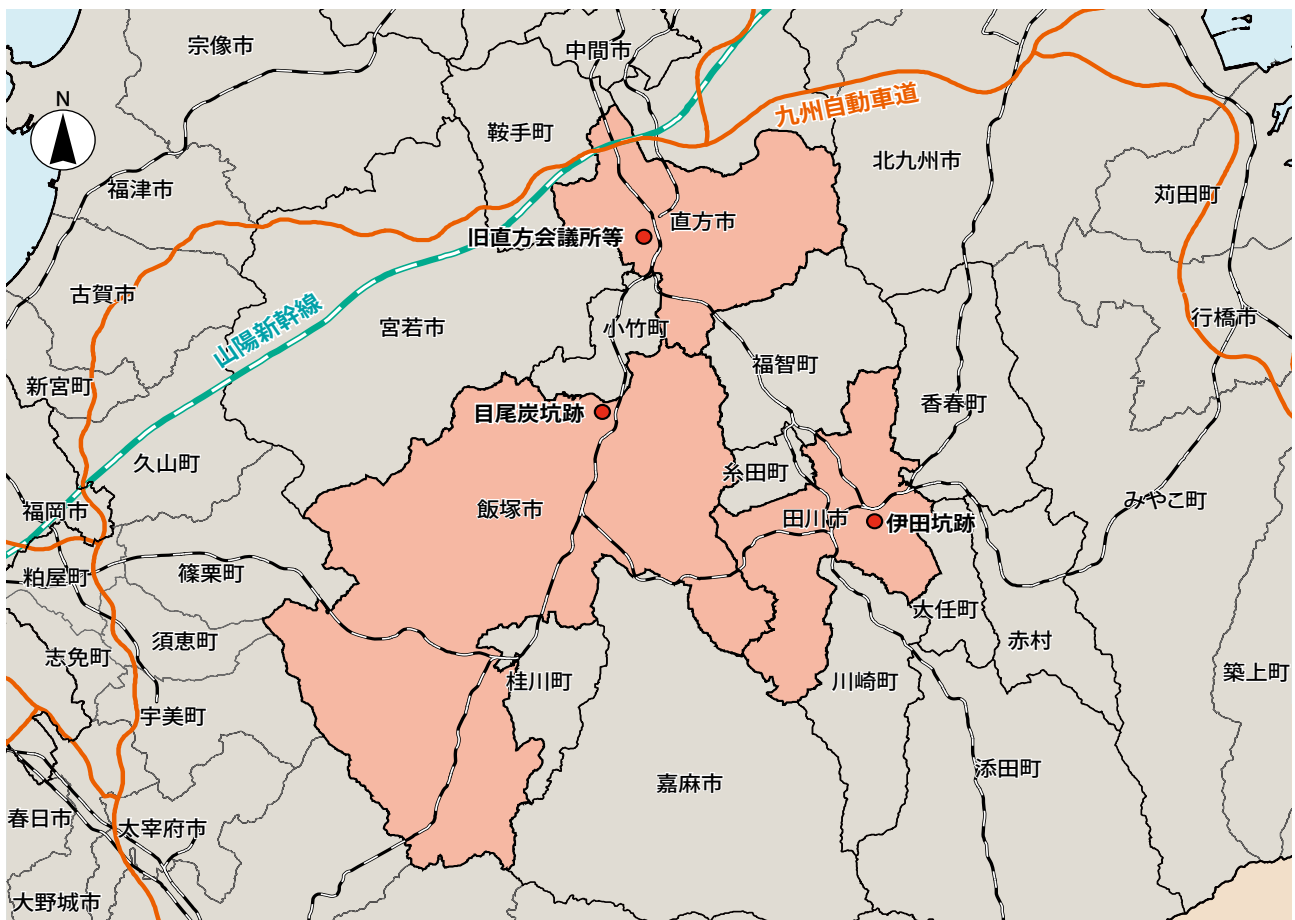 宗像市
中間市
N
鞍手町
九州自動車道
北九州市
福津市
苅田町
旧直方会議所等
直方市
古賀市
山陽新幹線
宮若市
小竹町
行橋市
福智町
新宮町
目尾炭坑跡
香春町
久山町
糸田町
みやこ町
福岡市
飯塚市
田川市
伊田坑跡
粕屋町
篠栗町
大任町
須恵町
赤村
志免町
桂川町
川崎町
築上町
宇美町
嘉麻市
添田町
春日市
太宰府市
大野城市